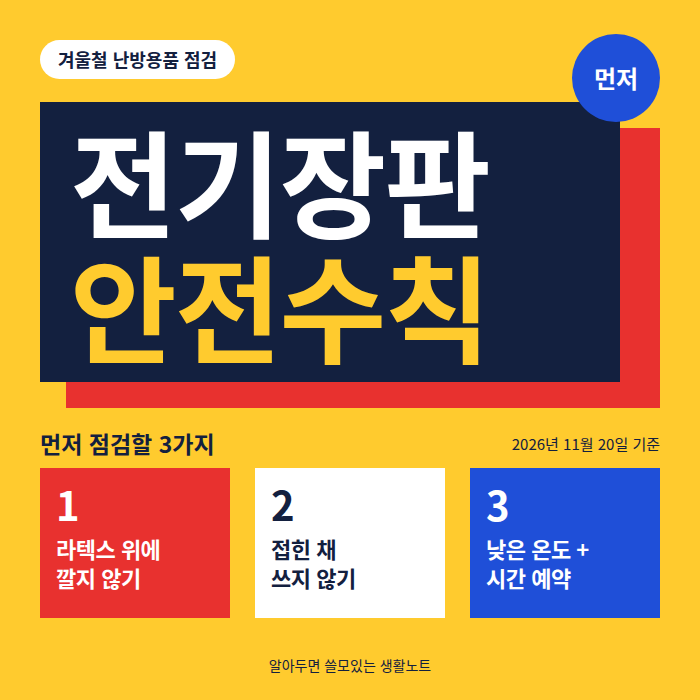 겨울철 난방용품 점검
먼저
전기장판
안전수칙
먼저 점검할 3가지
2026년 11월 20일 기준
1
라텍스 위에
깔지 않기
2
접힌 채
쓰지 않기
3
낮은 온도 +
시간 예약
알아두면 쓸모있는 생활노트